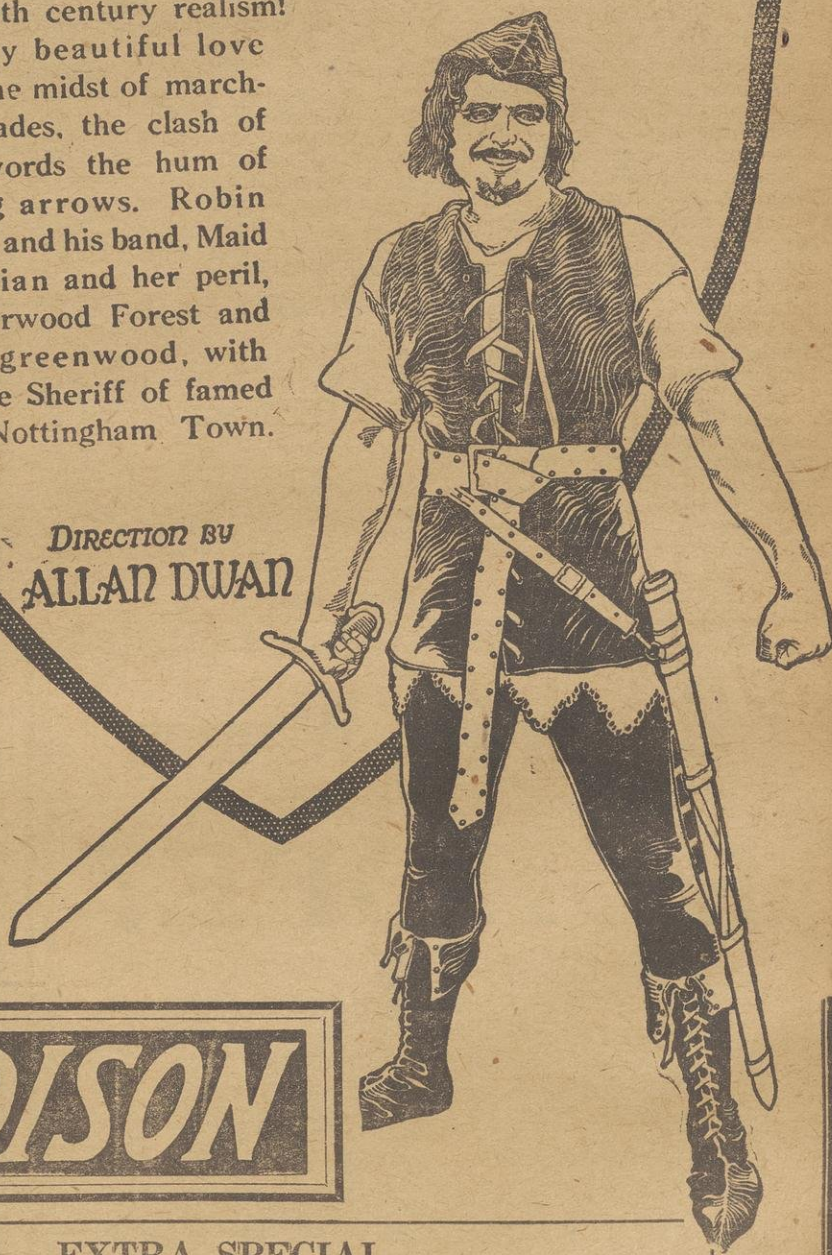 th century realism!
y beautiful love
e midst of march-
ades, the clash of
ords the hum of
g arrows. Robin
and his band, Maid
ian and her peril,
rwood Forest and
greenwood, with
e Sheriff of famed
Nottingham Town.
DIRECTION BY
ALLAN DWAN
DISON
EXTRA SPECIAL